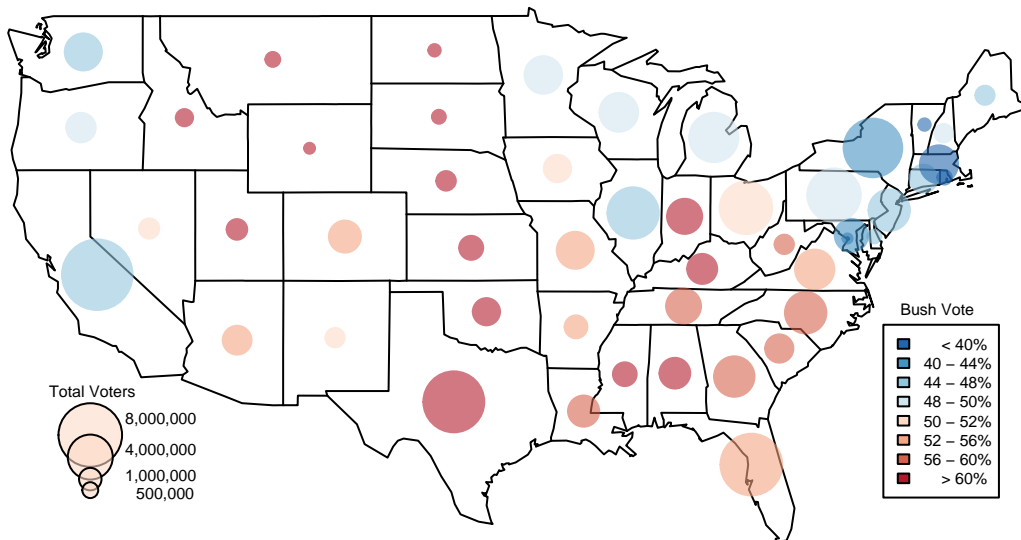 Total Voters
8,000,000
4,000,000
1,000,000
500,000
Bush Vote
< 40%
40 – 44%
44 – 48%
48 – 50%
50 – 52%
52 – 56%
56 – 60%
> 60%